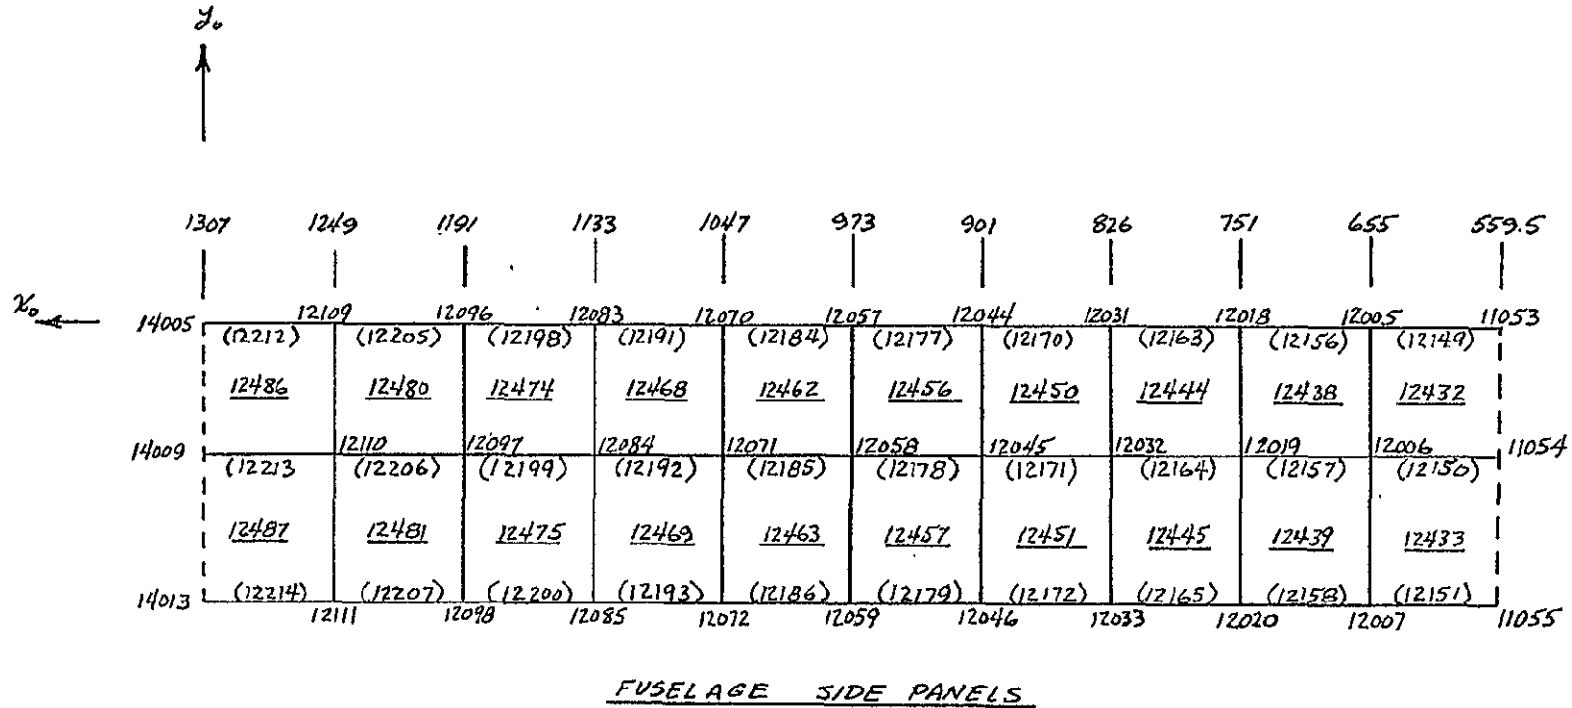 y₀
1307 1249 1191 1133 1047 973 901 826 751 655 559.5
x₀
14005 12109 12096 12083 12070 12057 12044 12031 12018 12005 11053
(12212) (12205) (12198) (12191) (12184) (12177) (12170) (12163) (12156) (12149)
12486 12480 12474 12468 12462 12456 12450 12444 12438 12432
14009 12110 12097 12084 12071 12058 12045 12032 12019 12006 11054
(12213 (12206) (12199) (12192) (12185) (12178) (12171) (12164) (12157) (12150)
12487 12481 12475 12469 12463 12457 12451 12445 12439 12433
14013 (12214) (12207) (12200) (12193) (12186) (12179) (12172) (12165) (12158) (12151)
12111 12098 12085 12072 12059 12046 12033 12020 12007 11055
FUSELAGE SIDE PANELS